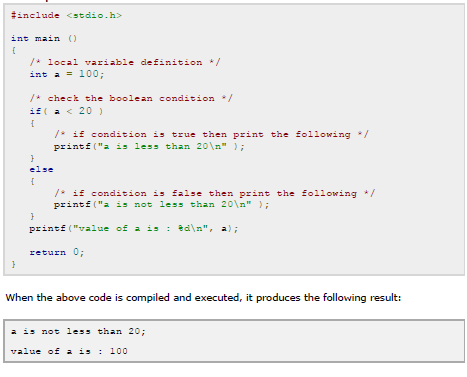 #include <stdio.h>
int main ()
{
/* local variable definition */
int a = 100;
/* check the boolean condition */
if( a < 20 )
{
/* if condition is true then print the following */
printf("a is less than 20\n" );
}
else
{
/* if condition is false then print the following */
printf("a is not less than 20\n" );
}
printf("value of a is : %d\n", a);
return 0;
}
When the above code is compiled and executed, it produces the following result:
a is not less than 20;
value of a is : 100